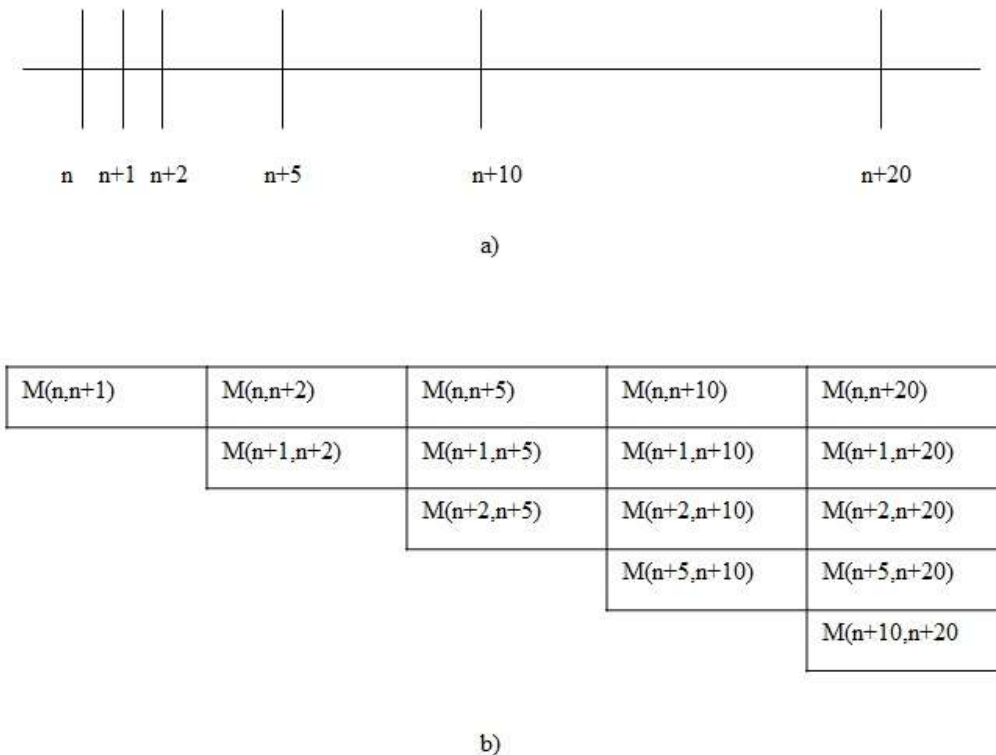 n n+1 n+2 n+5 n+10 n+20
a)
M(n,n+1) M(n,n+2) M(n,n+5) M(n,n+10) M(n,n+20)
M(n+1,n+2) M(n+1,n+5) M(n+1,n+10) M(n+1,n+20)
M(n+2,n+5) M(n+2,n+10) M(n+2,n+20)
M(n+5,n+10) M(n+5,n+20)
M(n+10,n+20
b)